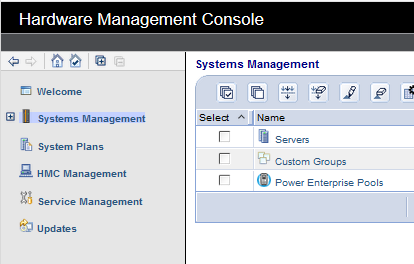 Hardware Management Console
Welcome
Systems Management
System Plans
HMC Management
Service Management
Updates
Systems Management
Select Name
Servers
Custom Groups
Power Enterprise Pools